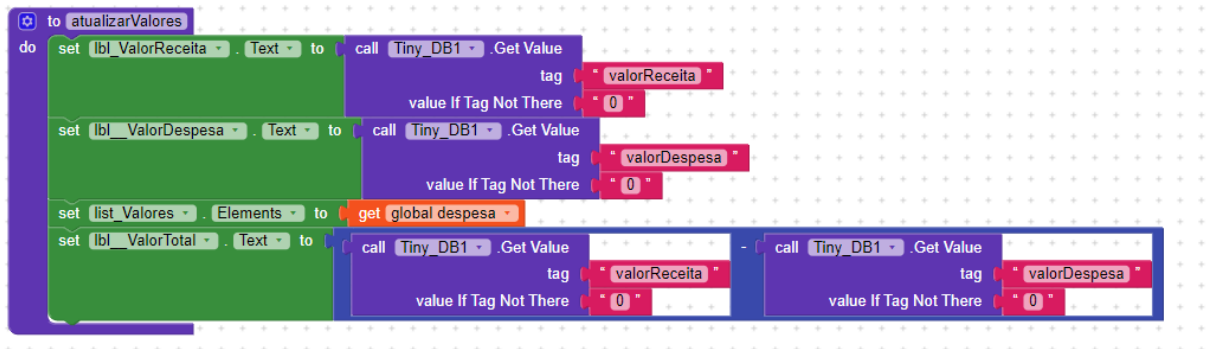 to atualizarValores
do set lbl_ValorReceita . Text to call Tiny_DB1 .Get Value
tag " valorReceita "
value If Tag Not There " 0 "
set lbl__ValorDespesa . Text to call Tiny_DB1 .Get Value
tag " valorDespesa "
value If Tag Not There " 0 "
set list_Valores . Elements to get global despesa
set lbl__ValorTotal . Text to call Tiny_DB1 .Get Value - call Tiny_DB1 .Get Value
tag " valorReceita " tag " valorDespesa "
value If Tag Not There " 0 " value If Tag Not There " 0 "